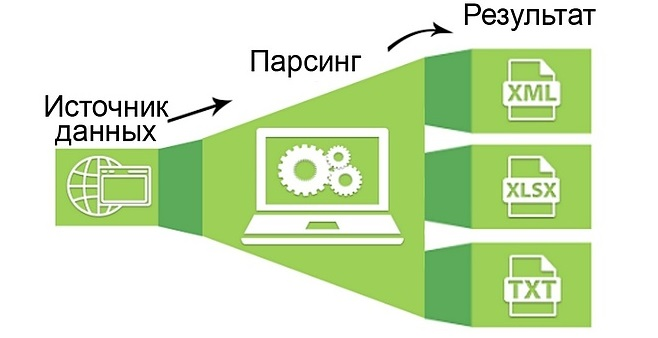 Источник
данных
Парсинг
Результат
XML
XLSX
TXT